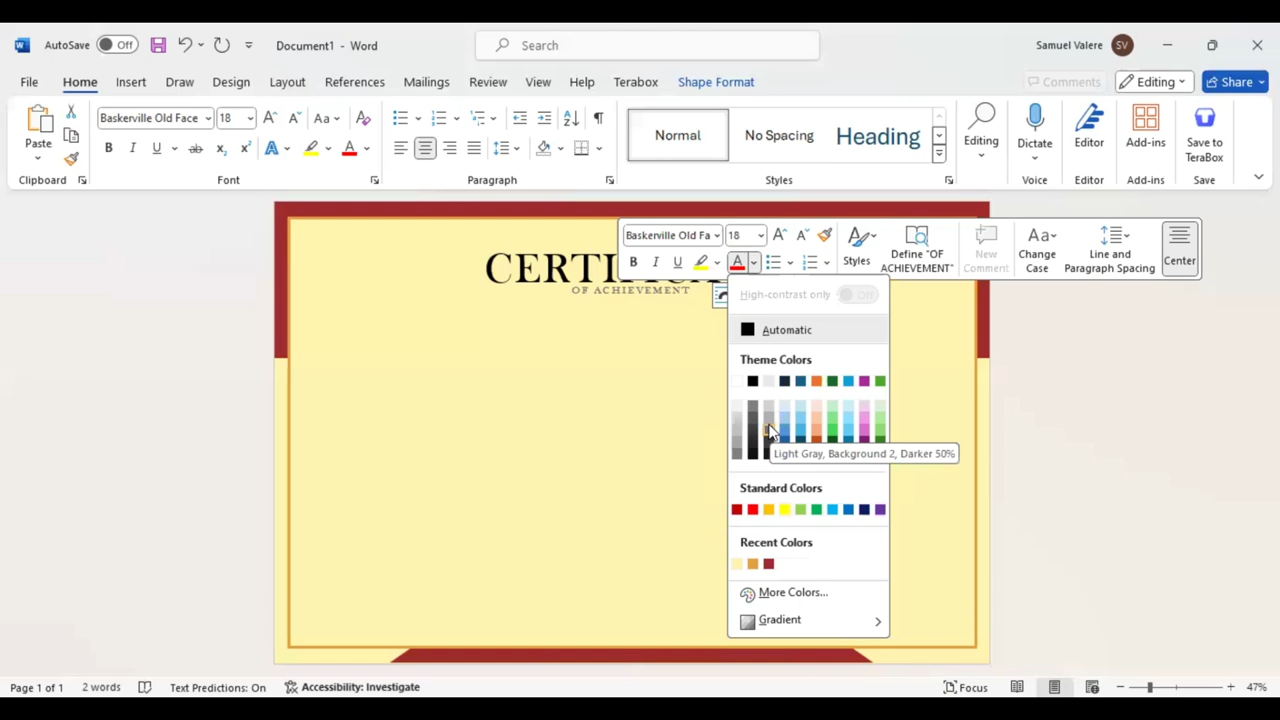 AutoSave Off Document1 - Word Search Samuel Valere SV
File Home Insert Draw Design Layout References Mailings Review View Help Terabox Shape Format Comments Editing Share
Paste
Clipboard
Baskerville Old Face 18
Font
Paragraph
Normal No Spacing Heading
Styles
Editing
Dictate
Voice
Editor
Editor
Add-ins
Add-ins
Save to
TeraBox
Save
Baskerville Old Fa 18
Styles
Define "OF
ACHIEVEMENT"
New
Comment
Change
Case
Line and
Paragraph Spacing
Center
OF ACHIEVEMENT
High-contrast only Off
Automatic
Theme Colors
Light Gray, Background 2, Darker 50%
Standard Colors
Recent Colors
More Colors...
Gradient
Page 1 of 1 2 words Text Predictions: On Accessibility: Investigate Focus 47%